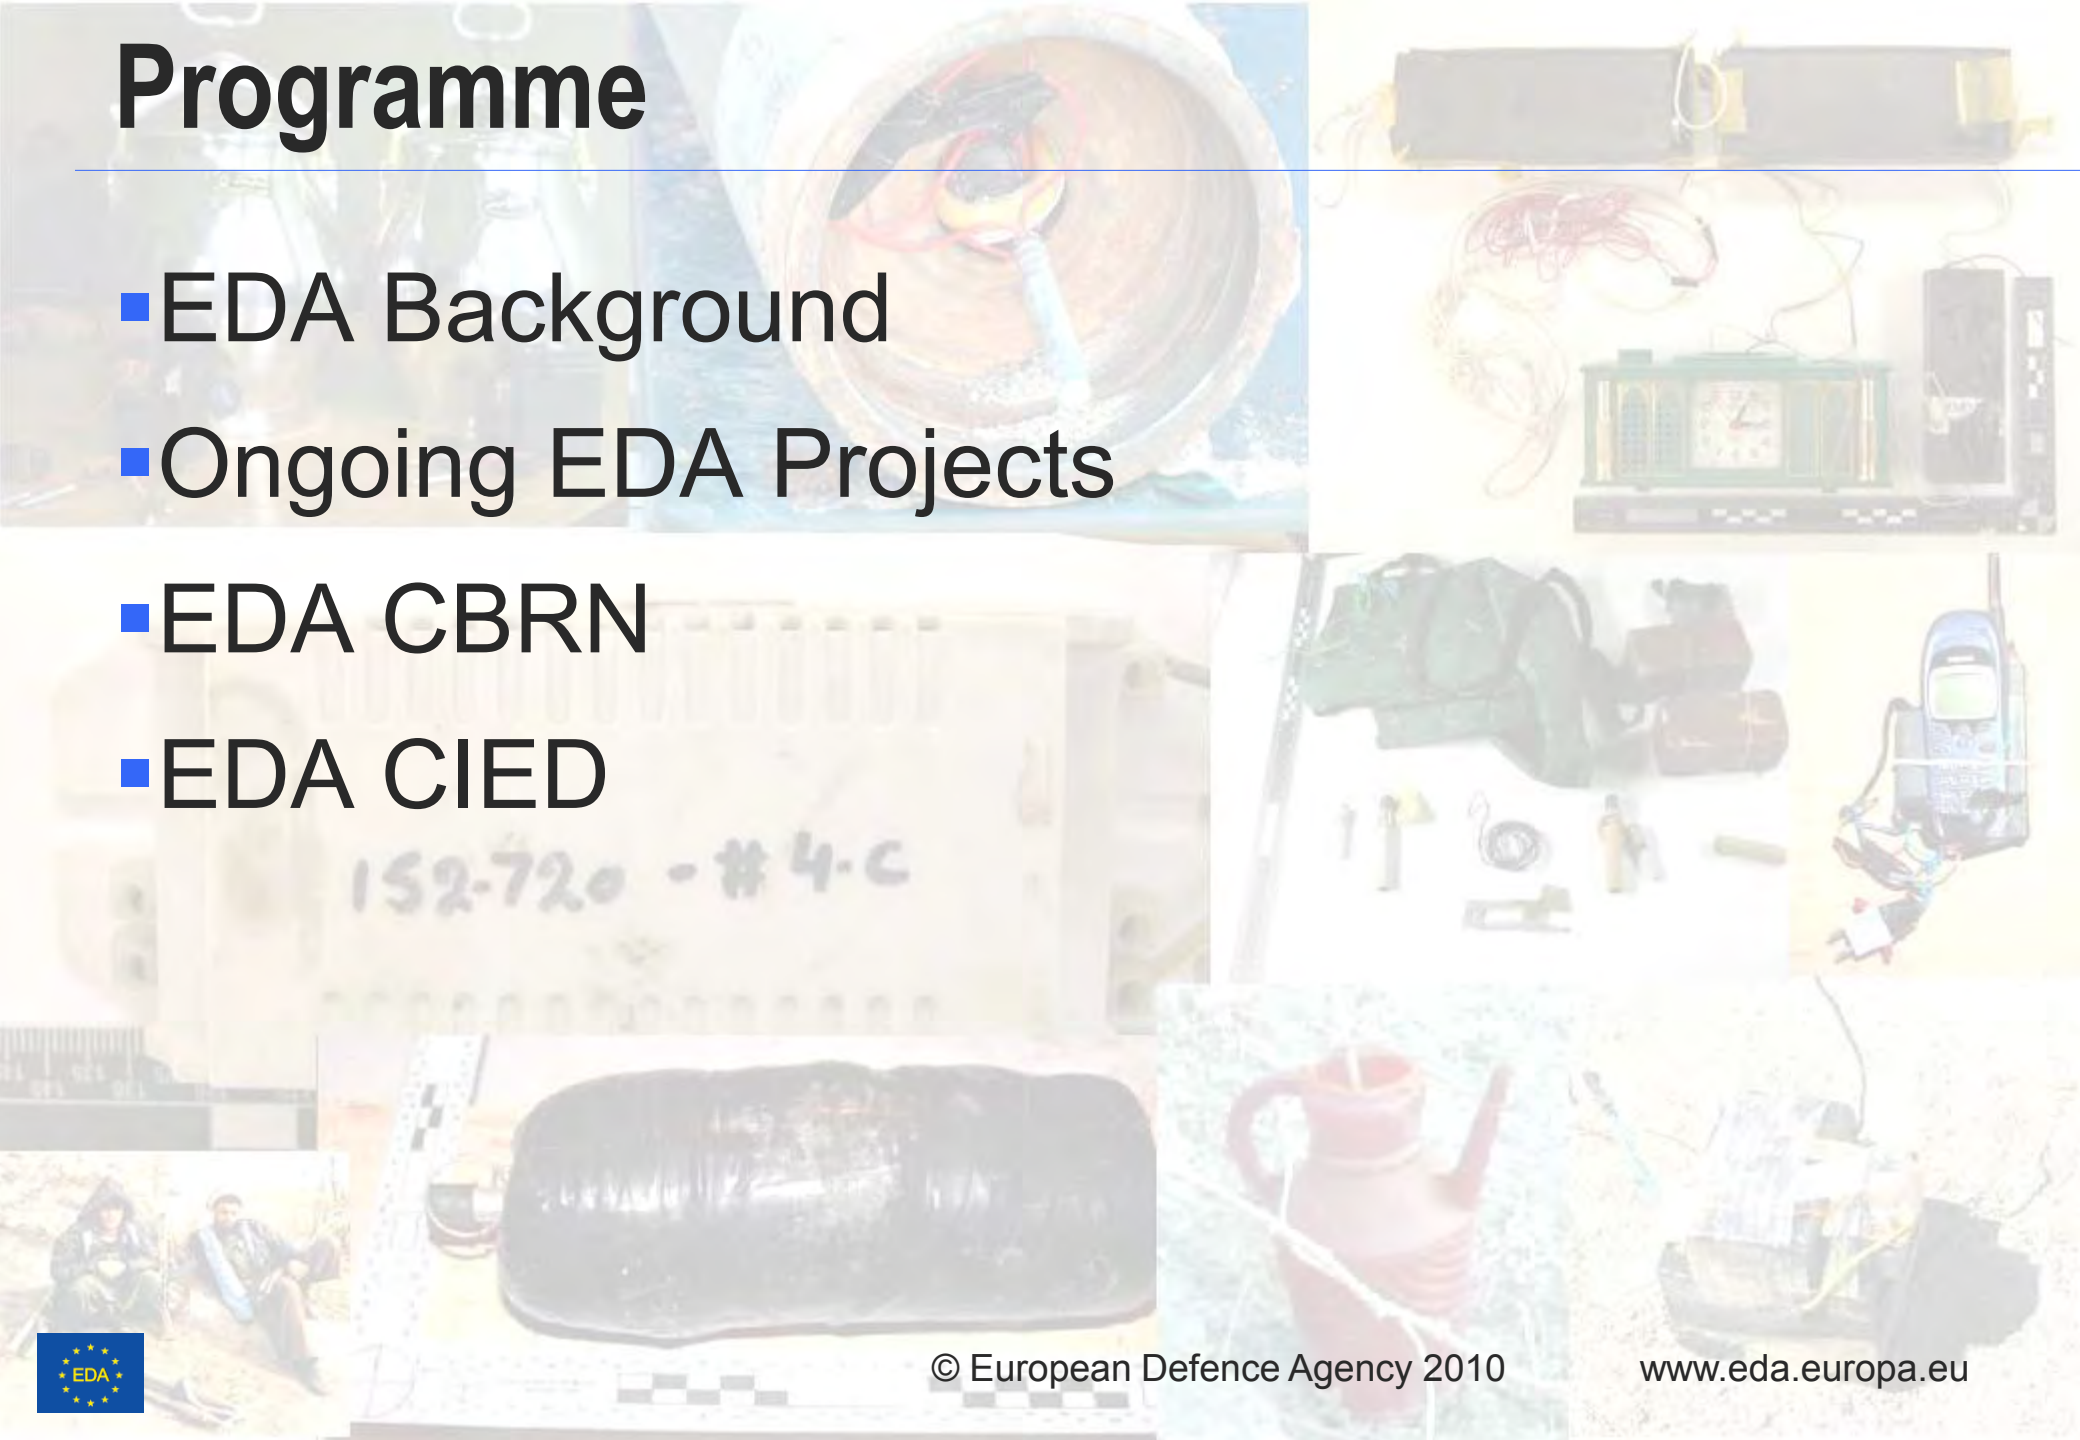 Programme
▪EDA Background
▪Ongoing EDA Projects
▪EDA CBRN
▪EDA CIED
152-720 - # 4-C
EDA
© European Defence Agency 2010
www.eda.europa.eu